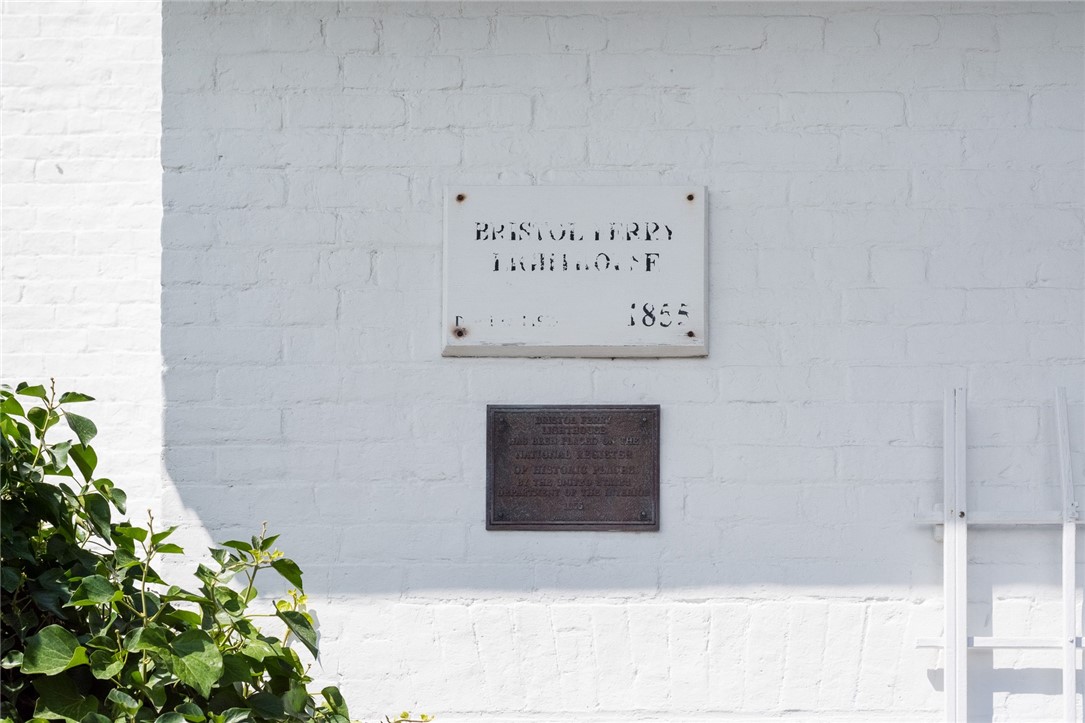 BRISTOL FERRY
LIGHTHOUSE
1855
BRISTOL FERRY
LIGHTHOUSE
HAS BEEN PLACED ON THE
NATIONAL REGISTER
OF HISTORIC PLACES
BY THE UNITED STATES
DEPARTMENT OF THE INTERIOR
1855